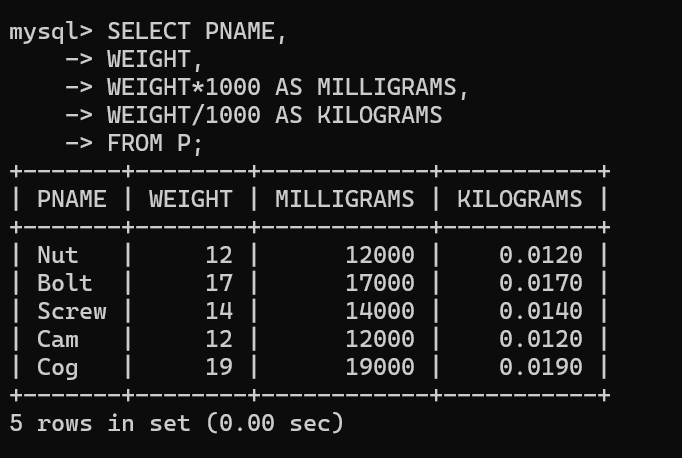 mysql> SELECT PNAME,
    -> WEIGHT,
    -> WEIGHT*1000 AS MILLIGRAMS,
    -> WEIGHT/1000 AS KILOGRAMS
    -> FROM P;
+-------+--------+------------+-----------+
| PNAME | WEIGHT | MILLIGRAMS | KILOGRAMS |
+-------+--------+------------+-----------+
| Nut   |     12 |      12000 |    0.0120 |
| Bolt  |     17 |      17000 |    0.0170 |
| Screw |     14 |      14000 |    0.0140 |
| Cam   |     12 |      12000 |    0.0120 |
| Cog   |     19 |      19000 |    0.0190 |
+-------+--------+------------+-----------+
5 rows in set (0.00 sec)